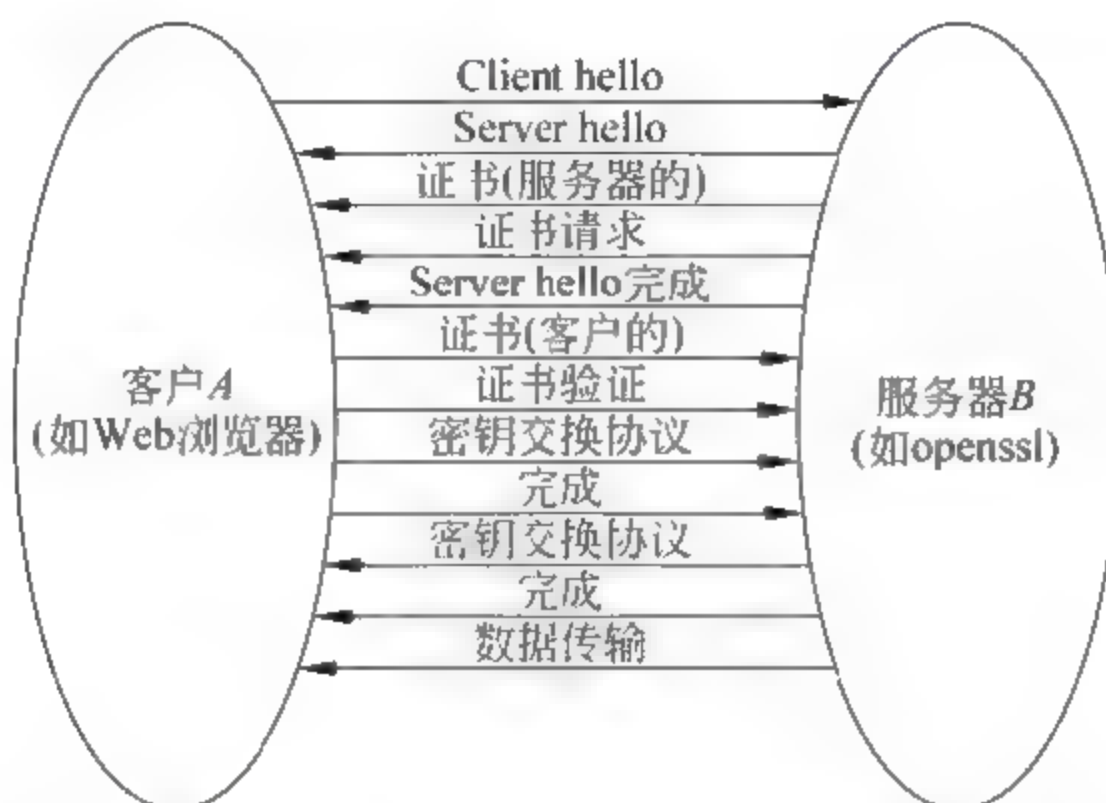 Client hello
Server hello
证书(服务器的)
证书请求
Server hello完成
证书(客户的)
证书验证
密钥交换协议
完成
密钥交换协议
完成
数据传输
客户A
(如Web浏览器)
服务器B
(如openssl)